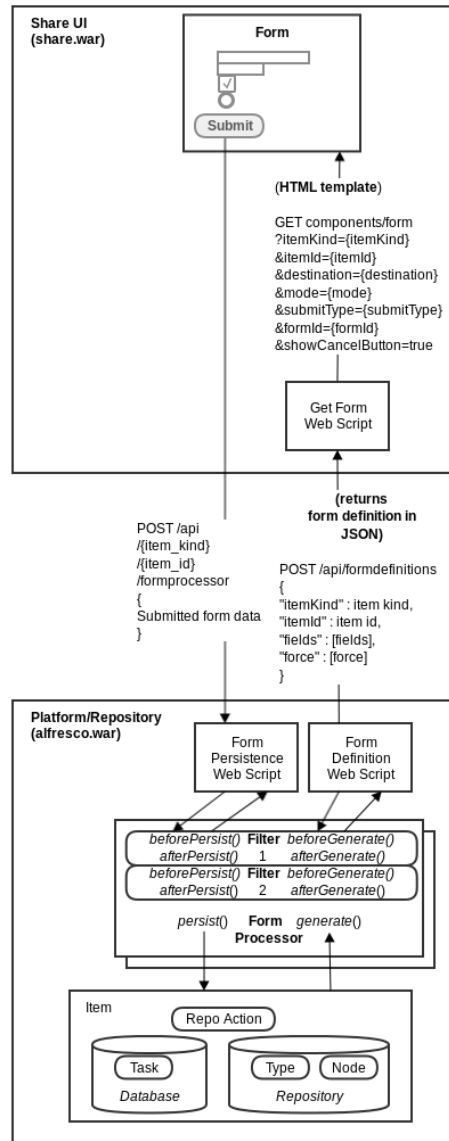 Share UI
(share.war)
Form
Submit
(HTML template)
GET components/form
?itemKind={itemKind}
&itemId={itemId}
&destination={destination}
&mode={mode}
&submitType={submitType}
&formId={formId}
&showCancelButton=true
Get Form
Web Script
(returns
form definition in
JSON)
POST /api
/{item_kind}
/{item_id}
/formprocessor
{
Submitted form data
}
POST /api/formdefinitions
{
"itemKind" : item kind,
"itemId" : item id,
"fields" : [fields],
"force" : [force]
}
Platform/Repository
(alfresco.war)
Form
Persistence
Web Script
Form
Definition
Web Script
beforePersist() Filter beforeGenerate()
afterPersist() 1 afterGenerate()
beforePersist() Filter beforeGenerate()
afterPersist() 2 afterGenerate()
persist() Form generate()
Processor
Item
Repo Action
Task
Database
Type Node
Repository